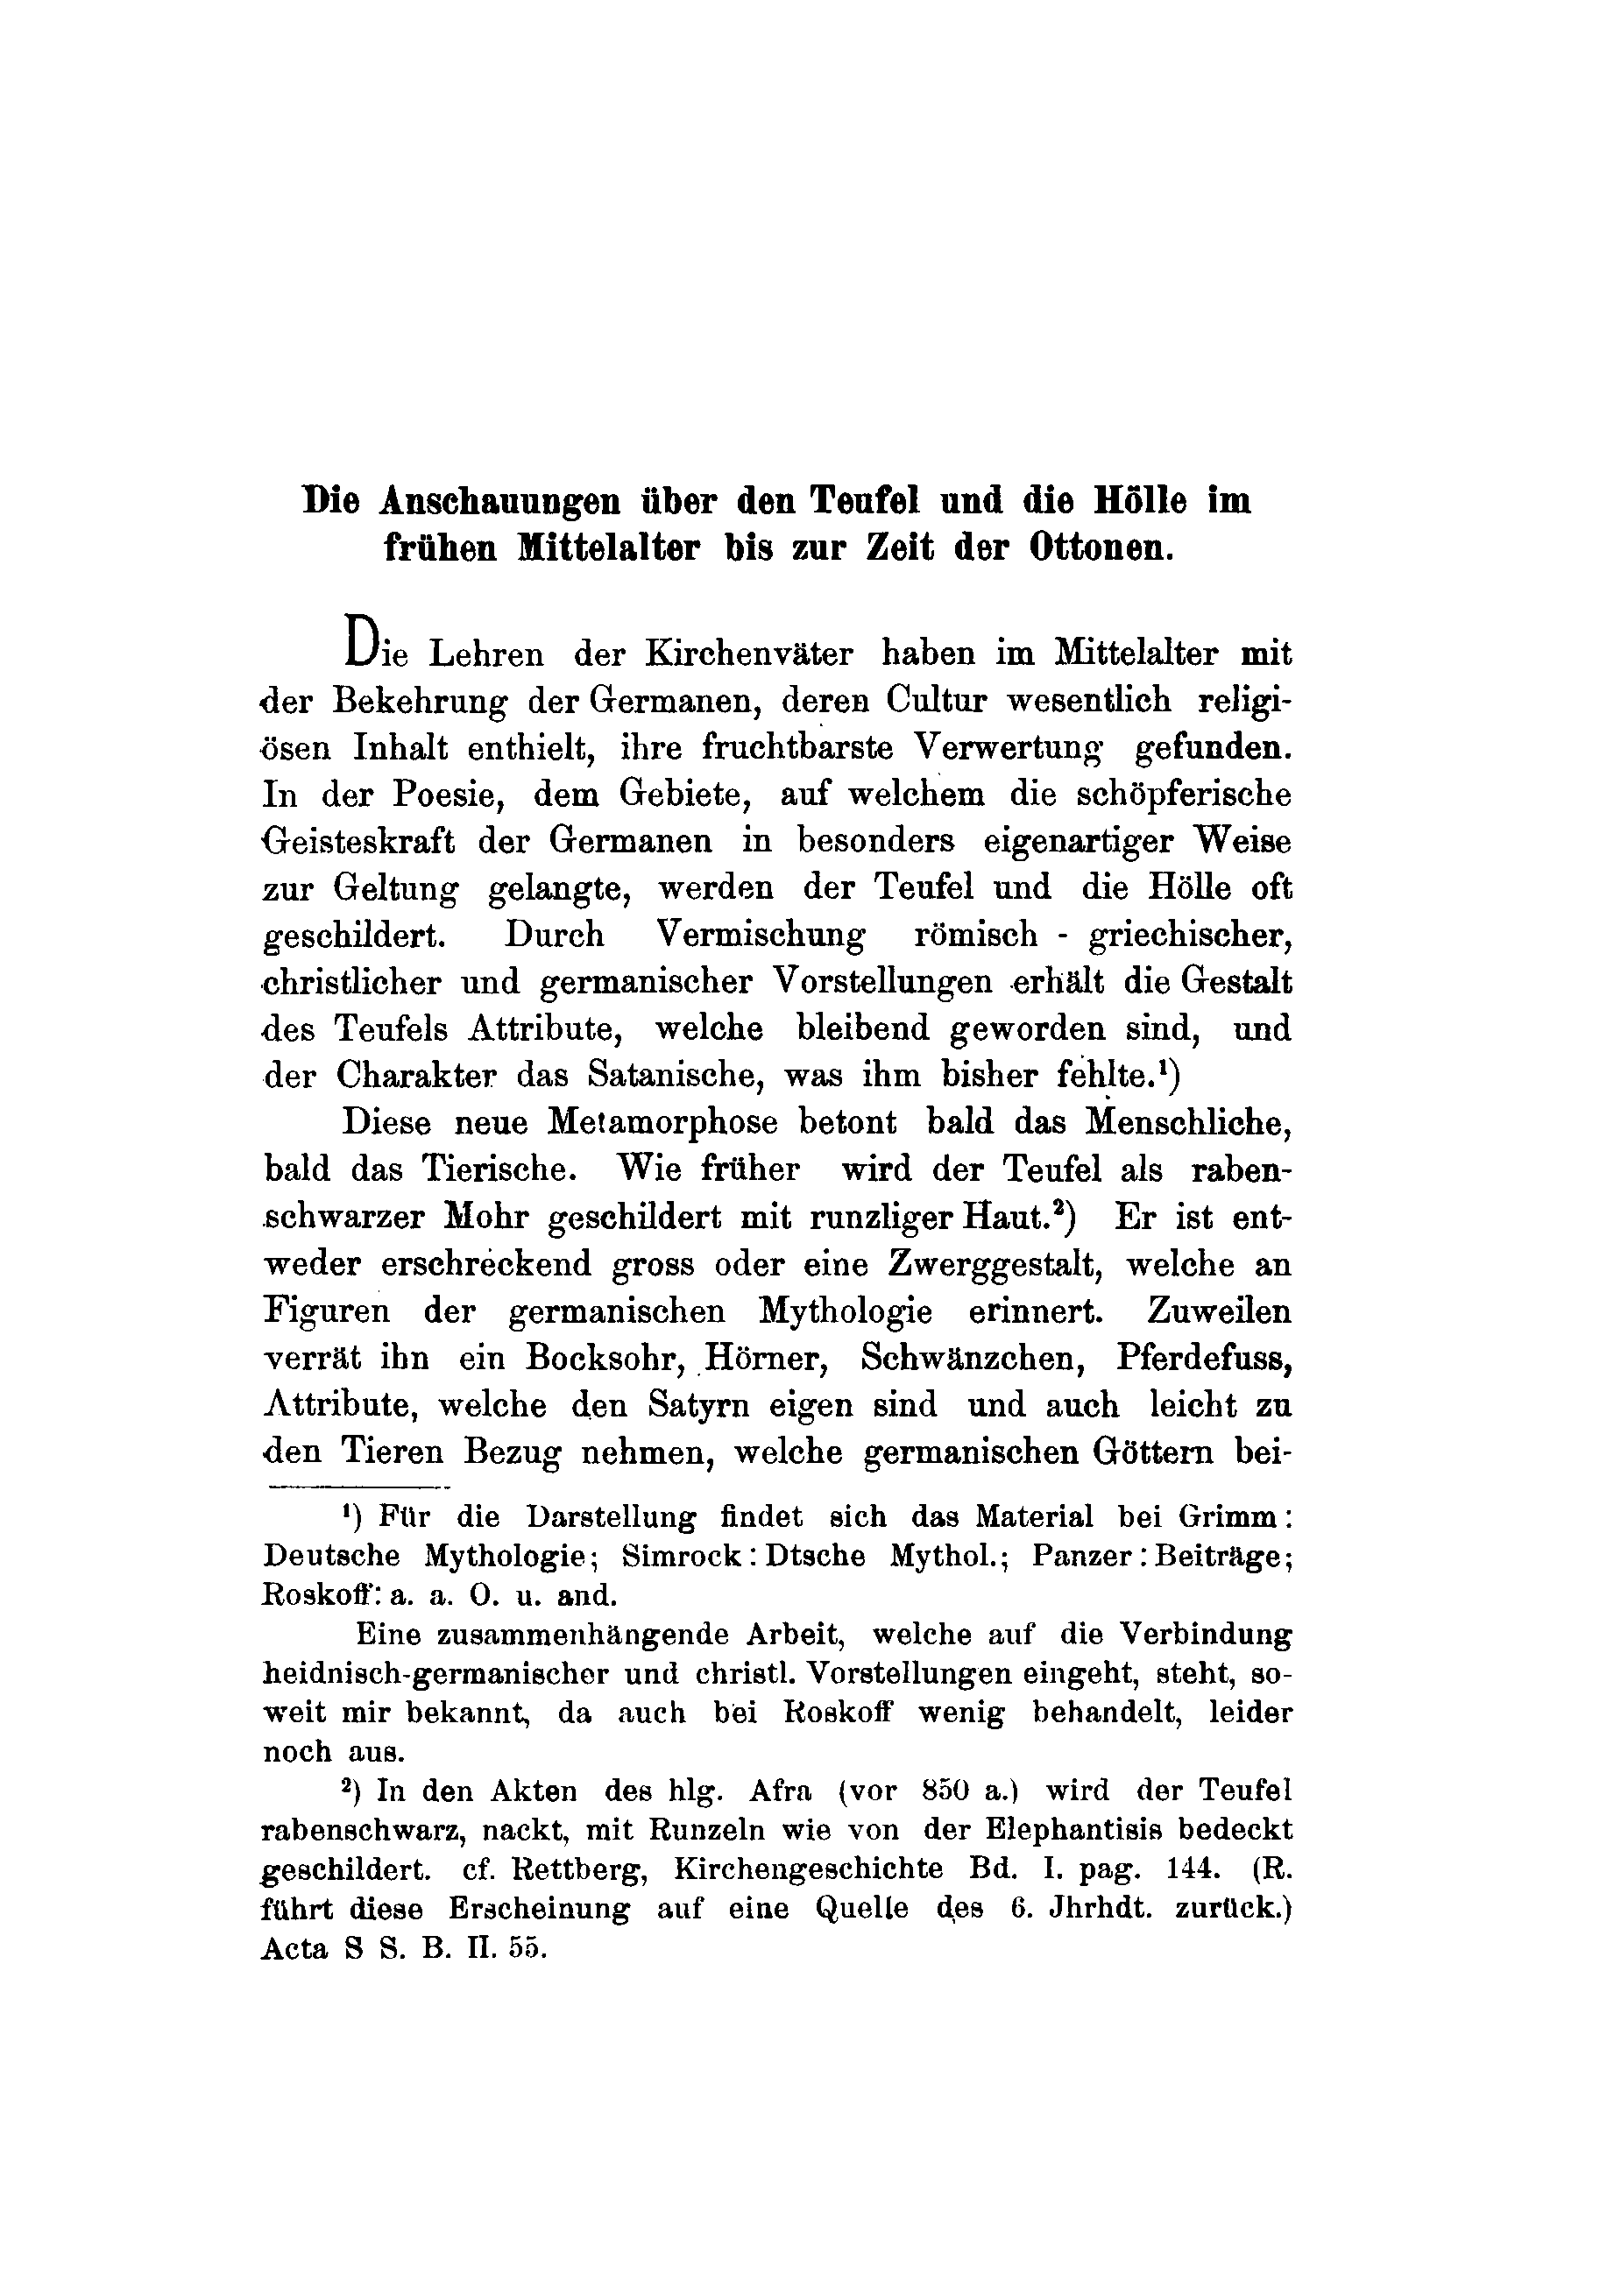 Die Anschauungen über den Teufel und die Hölle im
frühen Mittelalter bis zur Zeit der Ottonen.
Die Lehren der Kirchenväter haben im Mittelalter mit
der Bekehrung der Germanen, deren Cultur wesentlich religi-
ösen Inhalt enthielt, ihre fruchtbarste Verwertung gefunden.
In der Poesie, dem Gebiete, auf welchem die schöpferische
Geisteskraft der Germanen in besonders eigenartiger Weise
zur Geltung gelangte, werden der Teufel und die Hölle oft
geschildert. Durch Vermischung römisch - griechischer,
christlicher und germanischer Vorstellungen erhält die Gestalt
des Teufels Attribute, welche bleibend geworden sind, und
der Charakter das Satanische, was ihm bisher fehlte.¹)
Diese neue Metamorphose betont bald das Menschliche,
bald das Tierische. Wie früher wird der Teufel als raben-
schwarzer Mohr geschildert mit runzliger Haut.²) Er ist ent-
weder erschreckend gross oder eine Zwerggestalt, welche an
Figuren der germanischen Mythologie erinnert. Zuweilen
verrät ihn ein Bocksohr, Hörner, Schwänzchen, Pferdefuss,
Attribute, welche den Satyrn eigen sind und auch leicht zu
den Tieren Bezug nehmen, welche germanischen Göttern bei-
¹) Für die Darstellung findet sich das Material bei Grimm:
Deutsche Mythologie; Simrock: Dtsche Mythol.; Panzer: Beiträge;
Roskoff: a. a. O. u. and.
Eine zusammenhängende Arbeit, welche auf die Verbindung
heidnisch-germanischer und christl. Vorstellungen eingeht, steht, so-
weit mir bekannt, da auch bei Roskoff wenig behandelt, leider
noch aus.
²) In den Akten des hlg. Afra (vor 850 a.) wird der Teufel
rabenschwarz, nackt, mit Runzeln wie von der Elephantisis bedeckt
geschildert. cf. Rettberg, Kirchengeschichte Bd. I. pag. 144. (R.
führt diese Erscheinung auf eine Quelle des 6. Jhrhdt. zurück.)
Acta S S. B. II. 55.